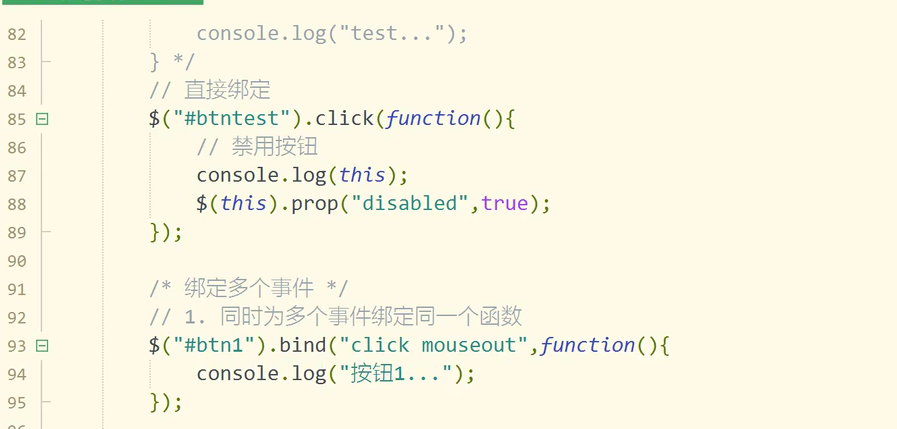 82 console.log("test...");
83 } */
84 // 直接绑定
85 $("#btntest").click(function(){
86 // 禁用按钮
87 console.log(this);
88 $(this).prop("disabled",true);
89 });
90
91 /* 绑定多个事件 */
92 // 1. 同时为多个事件绑定同一个函数
93 $("#btn1").bind("click mouseout",function(){
94 console.log("按钮1...");
95 });